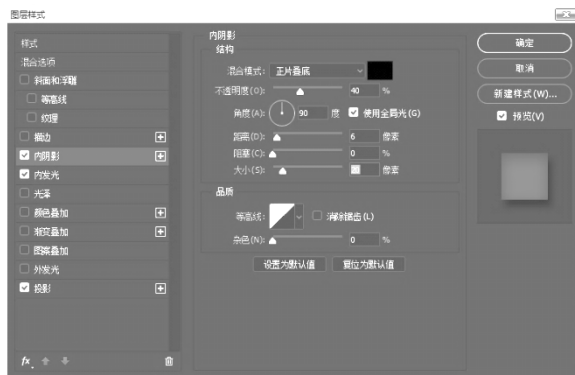 图层样式
样式
混合选项
斜面和浮雕
等高线
纹理
描边
内阴影
内发光
光泽
颜色叠加
渐变叠加
图案叠加
外发光
投影
fx
内阴影
结构
混合模式： 正片叠底
不透明度(O): 40 %
角度(A): 90 度 使用全局光(G)
距离(D): 6 像素
阻塞(C): 0 %
大小(S): 像素
品质
等高线： 消除锯齿(L)
杂色(N): 0 %
设置为默认值 复位为默认值
确定
取消
新建样式(W)...
预览(V)